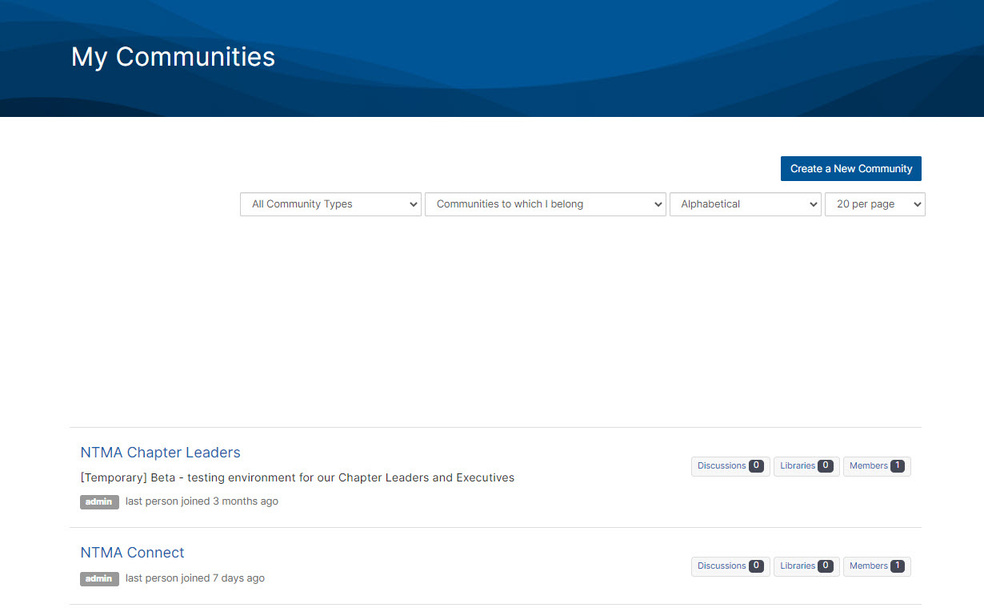 My Communities
Create a New Community
All Community Types Communities to which I belong Alphabetical 20 per page
NTMA Chapter Leaders
[Temporary] Beta - testing environment for our Chapter Leaders and Executives
Discussions 0 Libraries 0 Members 1
admin last person joined 3 months ago
NTMA Connect
Discussions 0 Libraries 0 Members 1
admin last person joined 7 days ago